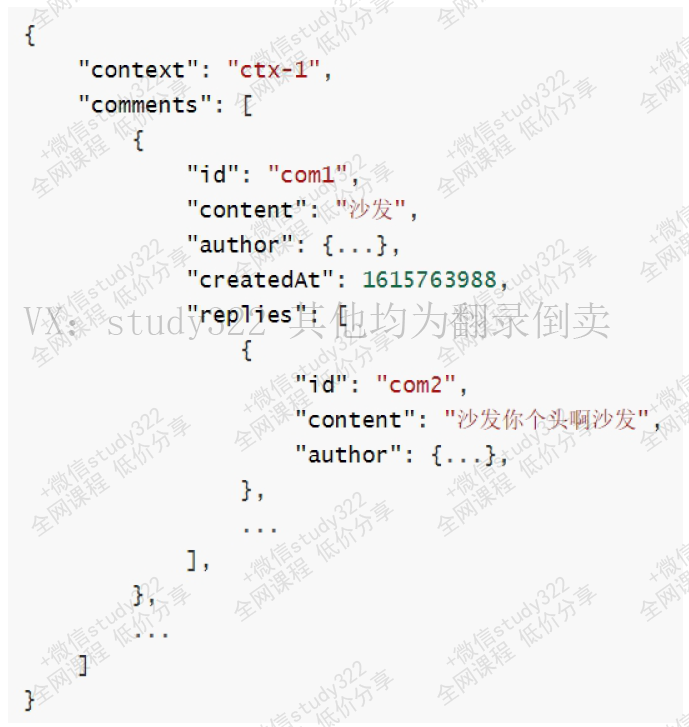 {
    "context": "ctx-1",
    "comments": [
        {
            "id": "com1",
            "content": "沙发",
            "author": {...},
            "createdAt": 1615763988,
            "replies": [
VX：study322 其他均为翻录倒卖
                {
                    "id": "com2",
                    "content": "沙发你个头啊沙发",
                    "author": {...},
                },
                ...
            ],
        },
        ...
    ]
}
+微信study322
全网课程 低价分享